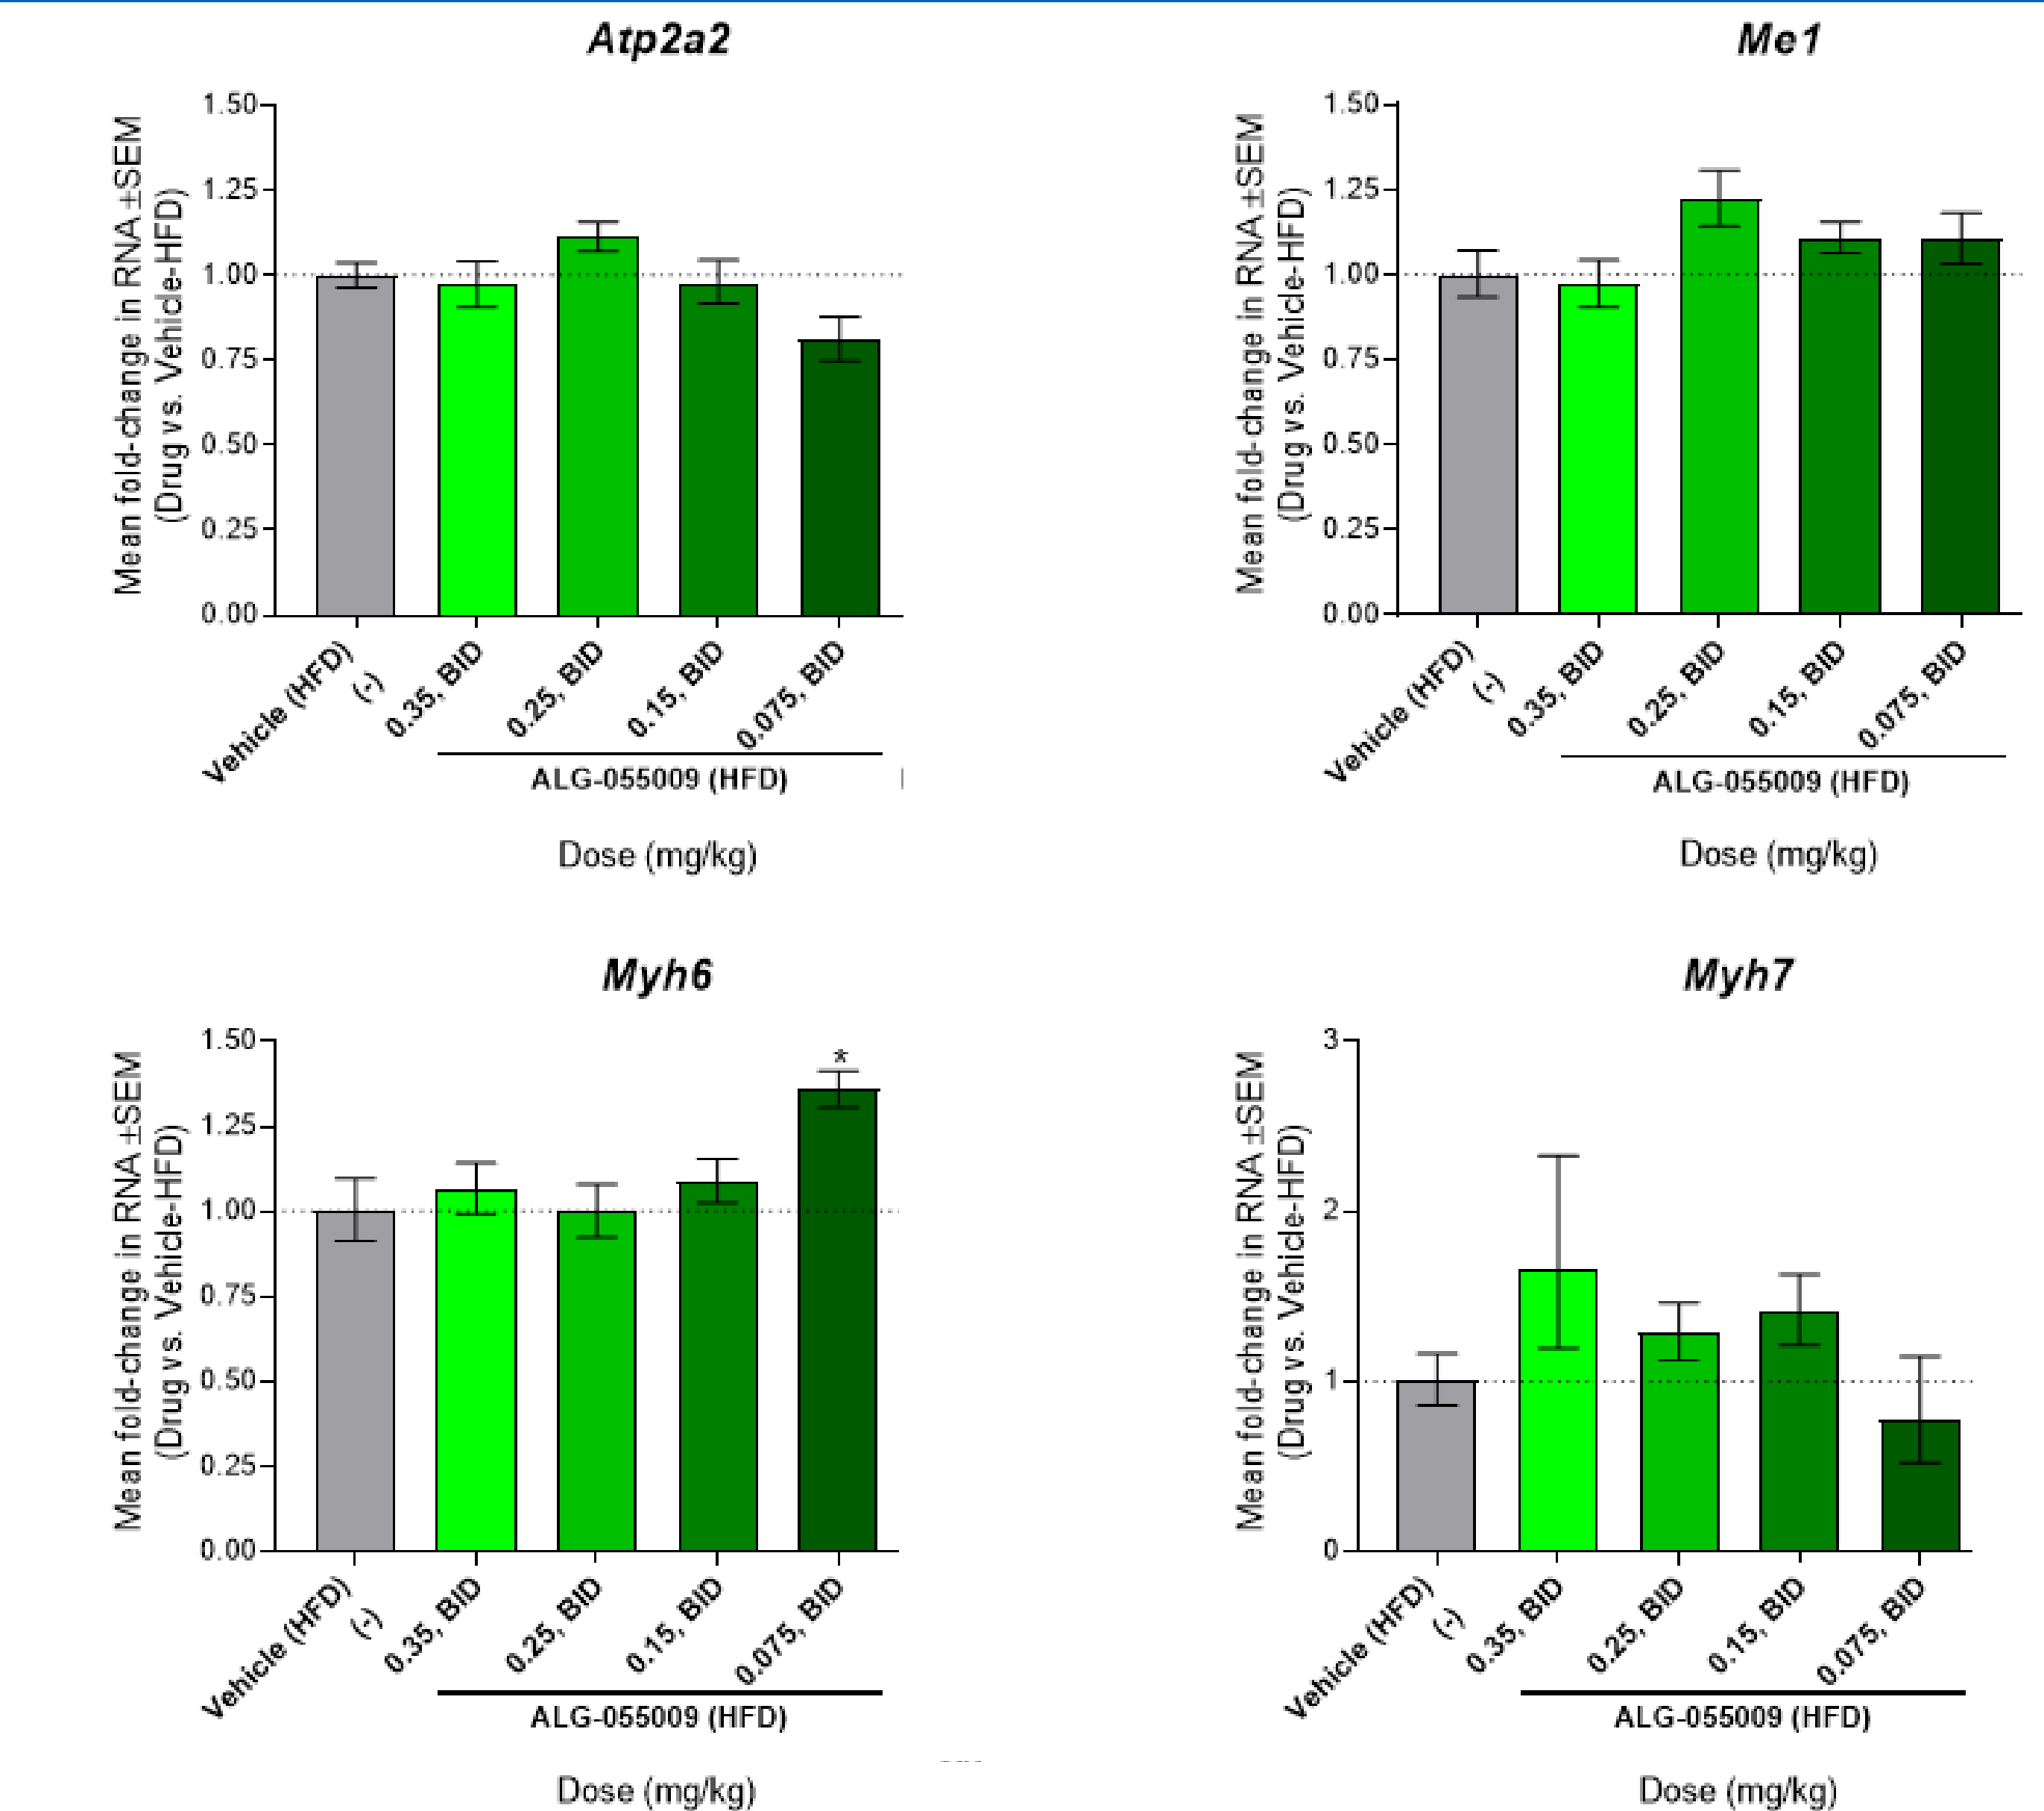 Atp2a2
Mean fold-change in RNA ±SEM
(Drug vs. Vehicle-HFD)
1.50
1.25
1.00
0.75
0.50
0.25
0.00
Vehicle (HFD)
(-)
0.35, BID
0.25, BID
0.15, BID
0.075, BID
ALG-055009 (HFD)
Dose (mg/kg)
Me1
Mean fold-change in RNA ±SEM
(Drug vs. Vehicle-HFD)
1.50
1.25
1.00
0.75
0.50
0.25
0.00
Vehicle (HFD)
(-)
0.35, BID
0.25, BID
0.15, BID
0.075, BID
ALG-055009 (HFD)
Dose (mg/kg)
Myh6
Mean fold-change in RNA ±SEM
(Drug vs. Vehicle-HFD)
1.50
1.25
1.00
0.75
0.50
0.25
0.00
*
Vehicle (HFD)
(-)
0.35, BID
0.25, BID
0.15, BID
0.075, BID
ALG-055009 (HFD)
Dose (mg/kg)
Myh7
Mean fold-change in RNA ±SEM
(Drug vs. Vehicle-HFD)
3
2
1
0
Vehicle (HFD)
(-)
0.35, BID
0.25, BID
0.15, BID
0.075, BID
ALG-055009 (HFD)
Dose (mg/kg)